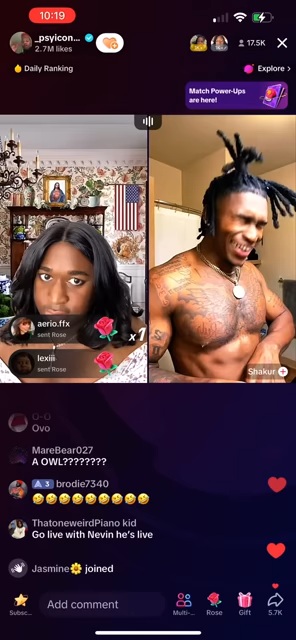 10:19
_psyicon...
2.7M likes
17.5K
Daily Ranking
Explore >
Match Power-Ups
are here!
aerio.ffx
sent Rose
x1
lexiii
sent Rose
Shakur
G-G
Ovo
MareBear027
A OWL????????
3 brodie7340
🤣🤣🤣🤣🤣🤣🤣🤣🤣
ThatoneweirdPiano kid
Go live with Nevin he's live
Jasmine🌼 joined
Subsc...
Add comment
Multi-...
Rose
Gift
5.7K